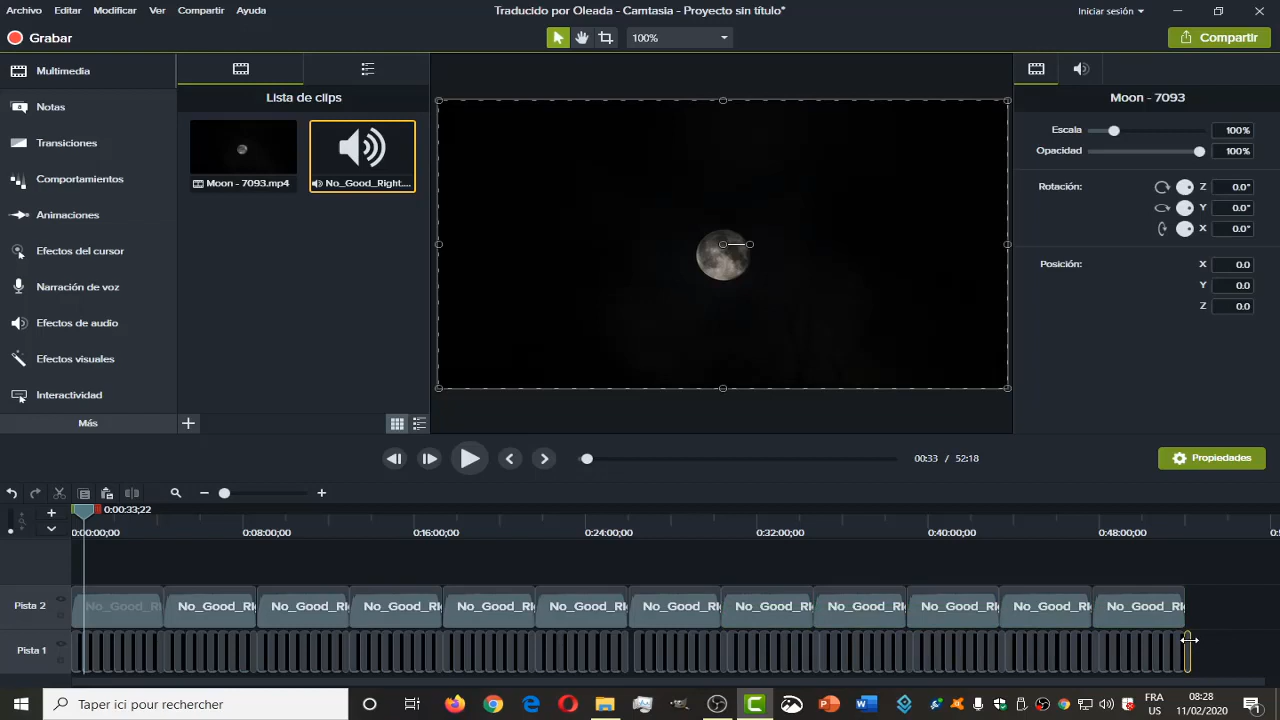 Archivo Editar Modificar Ver Compartir Ayuda Traducido por Oleada - Camtasia - Proyecto sin título* Iniciar sesión
Grabar 100% Compartir
Multimedia
Notas
Transiciones
Comportamientos
Animaciones
Efectos del cursor
Narración de voz
Efectos de audio
Efectos visuales
Interactividad
Más
Lista de clips
Moon - 7093.mp4 No_Good_Right....
Moon - 7093
Escala 100%
Opacidad 100%
Rotación: Z 0.0°
Y 0.0°
X 0.0°
Posición: X 0.0
Y 0.0
Z 0.0
00:33 / 52:18 Propiedades
0:00:33;22
0:00:00;00 0:08:00;00 0:16:00;00 0:24:00;00 0:32:00;00 0:40:00;00 0:48:00;00
Pista 2 No_Good_Ri No_Good_Ri No_Good_Ri No_Good_Ri No_Good_Ri No_Good_Ri No_Good_Ri No_Good_Ri No_Good_Ri No_Good_Ri No_Good_Ri No_Good_Ri
Pista 1
Taper ici pour rechercher FRA 08:28
US 11/02/2020